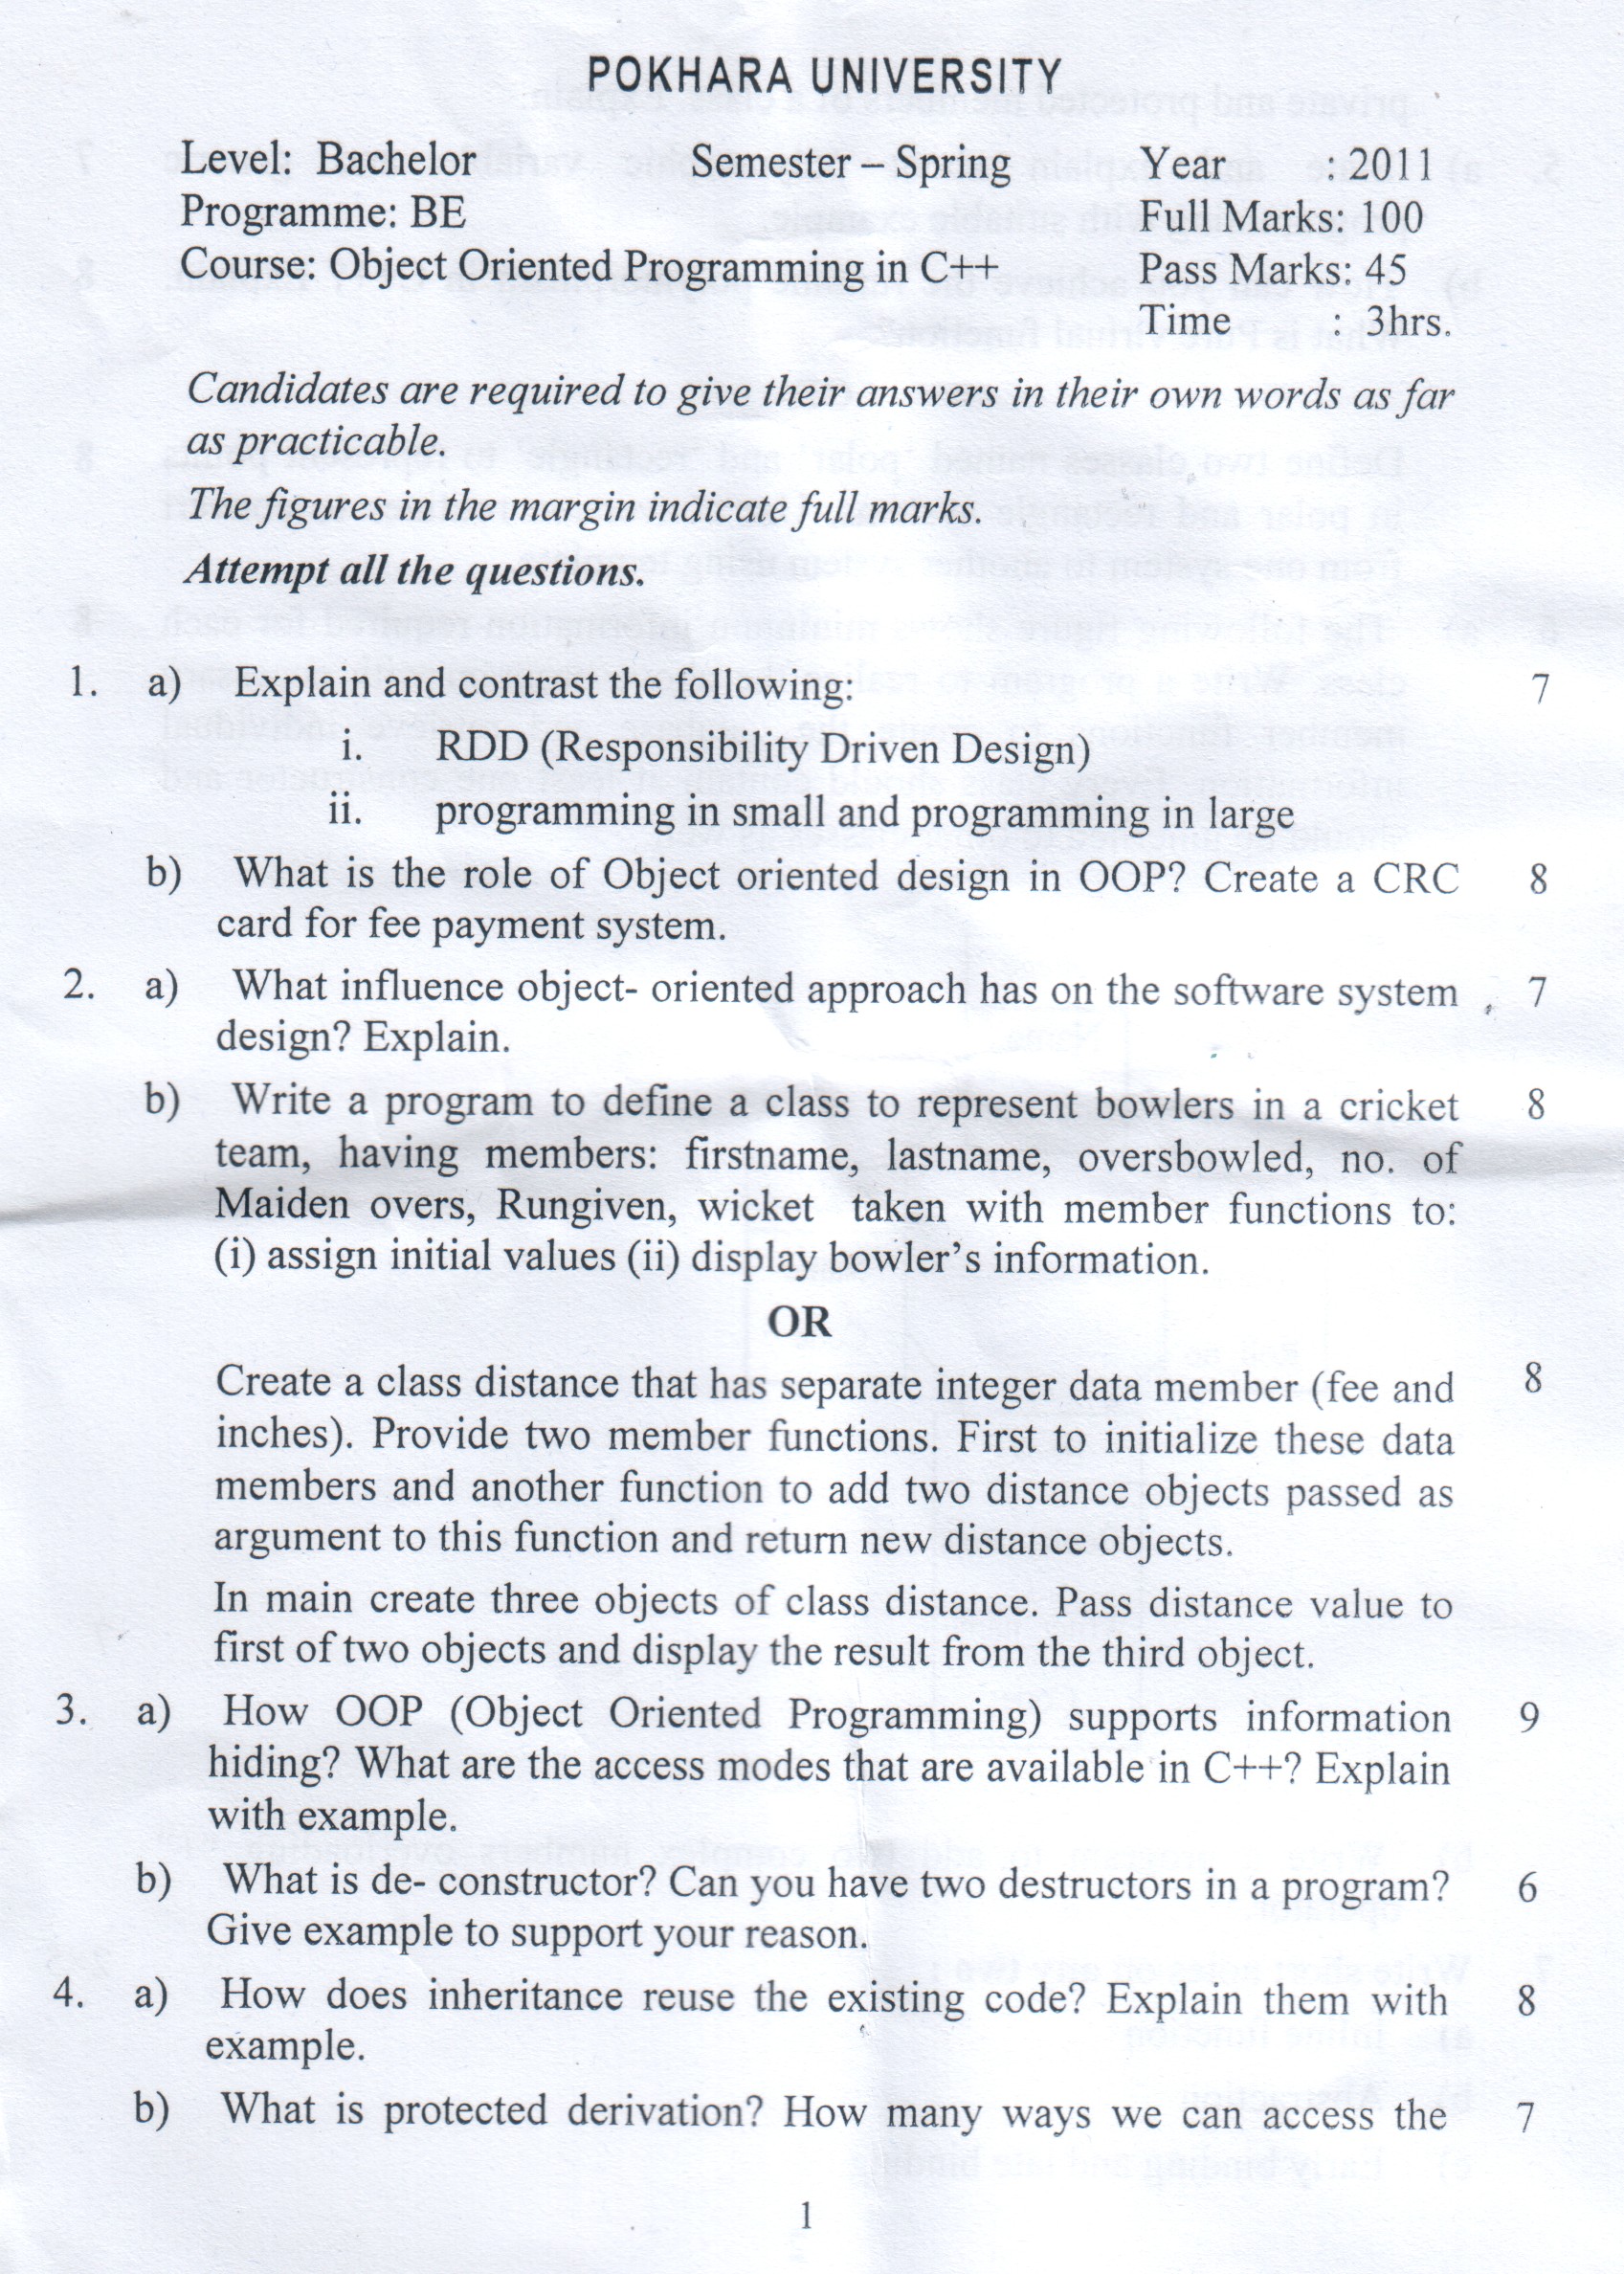 POKHARA UNIVERSITY
Level: Bachelor Semester – Spring Year : 2011
Programme: BE Full Marks: 100
Course: Object Oriented Programming in C++ Pass Marks: 45
Time : 3hrs.
Candidates are required to give their answers in their own words as far
as practicable.
The figures in the margin indicate full marks.
Attempt all the questions.
1. a) Explain and contrast the following: 7
i. RDD (Responsibility Driven Design)
ii. programming in small and programming in large
b) What is the role of Object oriented design in OOP? Create a CRC 8
card for fee payment system.
2. a) What influence object- oriented approach has on the software system 7
design? Explain.
b) Write a program to define a class to represent bowlers in a cricket 8
team, having members: firstname, lastname, oversbowled, no. of
Maiden overs, Rungiven, wicket taken with member functions to:
(i) assign initial values (ii) display bowler's information.
OR
Create a class distance that has separate integer data member (fee and 8
inches). Provide two member functions. First to initialize these data
members and another function to add two distance objects passed as
argument to this function and return new distance objects.
In main create three objects of class distance. Pass distance value to
first of two objects and display the result from the third object.
3. a) How OOP (Object Oriented Programming) supports information 9
hiding? What are the access modes that are available in C++? Explain
with example.
b) What is de- constructor? Can you have two destructors in a program? 6
Give example to support your reason.
4. a) How does inheritance reuse the existing code? Explain them with 8
example.
b) What is protected derivation? How many ways we can access the 7
1